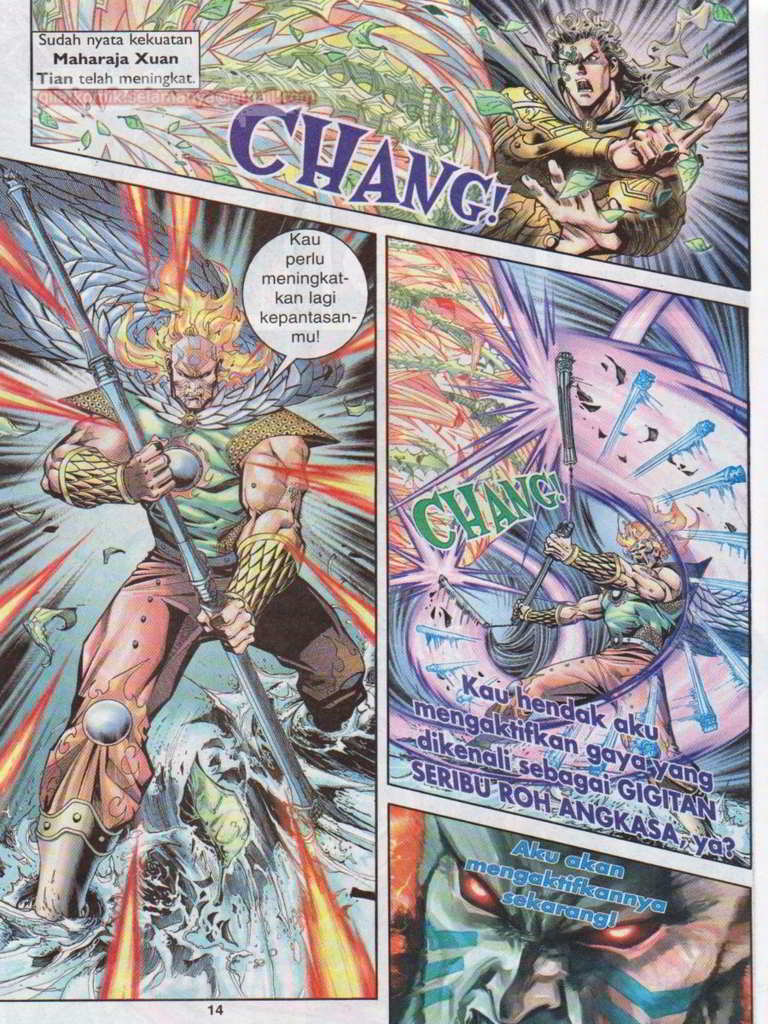 Sudah nyata kekuatan
Maharaja Xuan
Tian telah meningkat.
CHANG!
Kau
perlu
meningkat-
kan lagi
kepantasan-
mu!
CHANG!
Kau hendak aku
mengaktifkan gaya yang
dikenali sebagai GIGITAN
SERIBU ROH ANGKASA, ya?
Aku akan
mengaktifkannya
sekarang!
14